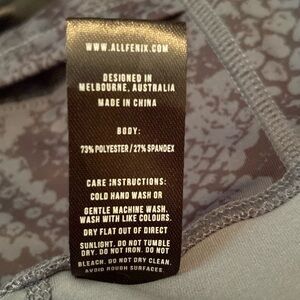 WWW.ALLFENIX.COM
DESIGNED IN
MELBOURNE, AUSTRALIA
MADE IN CHINA
BODY:
73% POLYESTER/27% SPANDEX
CARE INSTRUCTIONS:
COLD HAND WASH OR
GENTLE MACHINE WASH.
WASH WITH LIKE COLOURS.
DRY FLAT OUT OF DIRECT
SUNLIGHT. DO NOT TUMBLE
DRY. DO NOT IRON. DO NOT
BLEACH. DO NOT DRY CLEAN.
AVOID ROUGH SURFACES.